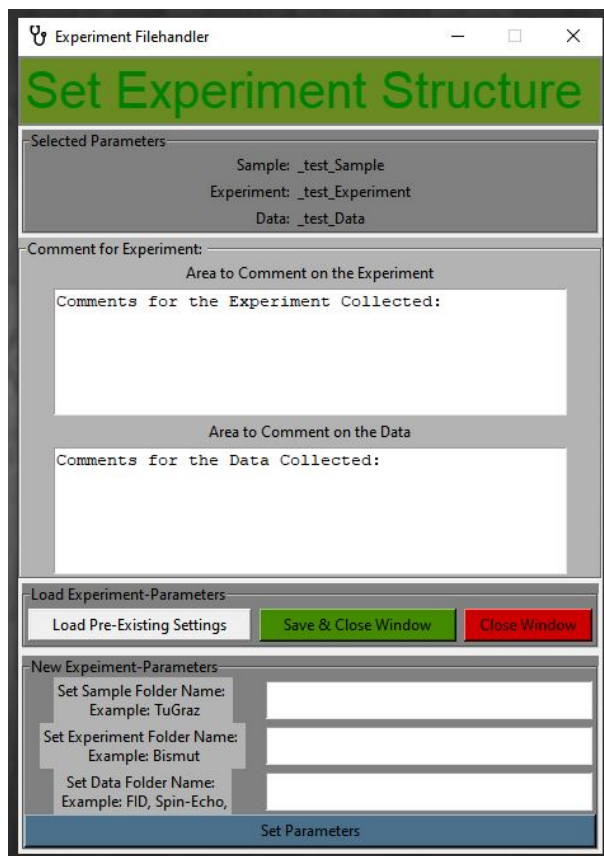 Experiment Filehandler
Set Experiment Structure
Selected Parameters
Sample: _test_Sample
Experiment: _test_Experiment
Data: _test_Data
Comment for Experiment:
Area to Comment on the Experiment
Comments for the Experiment Collected:
Area to Comment on the Data
Comments for the Data Collected:
Load Experiment-Parameters
Load Pre-Existing Settings Save & Close Window Close Window
New Expeiment-Parameters
Set Sample Folder Name:
Example: TuGraz
Set Experiment Folder Name:
Example: Bismut
Set Data Folder Name:
Example: FID, Spin-Echo,
Set Parameters